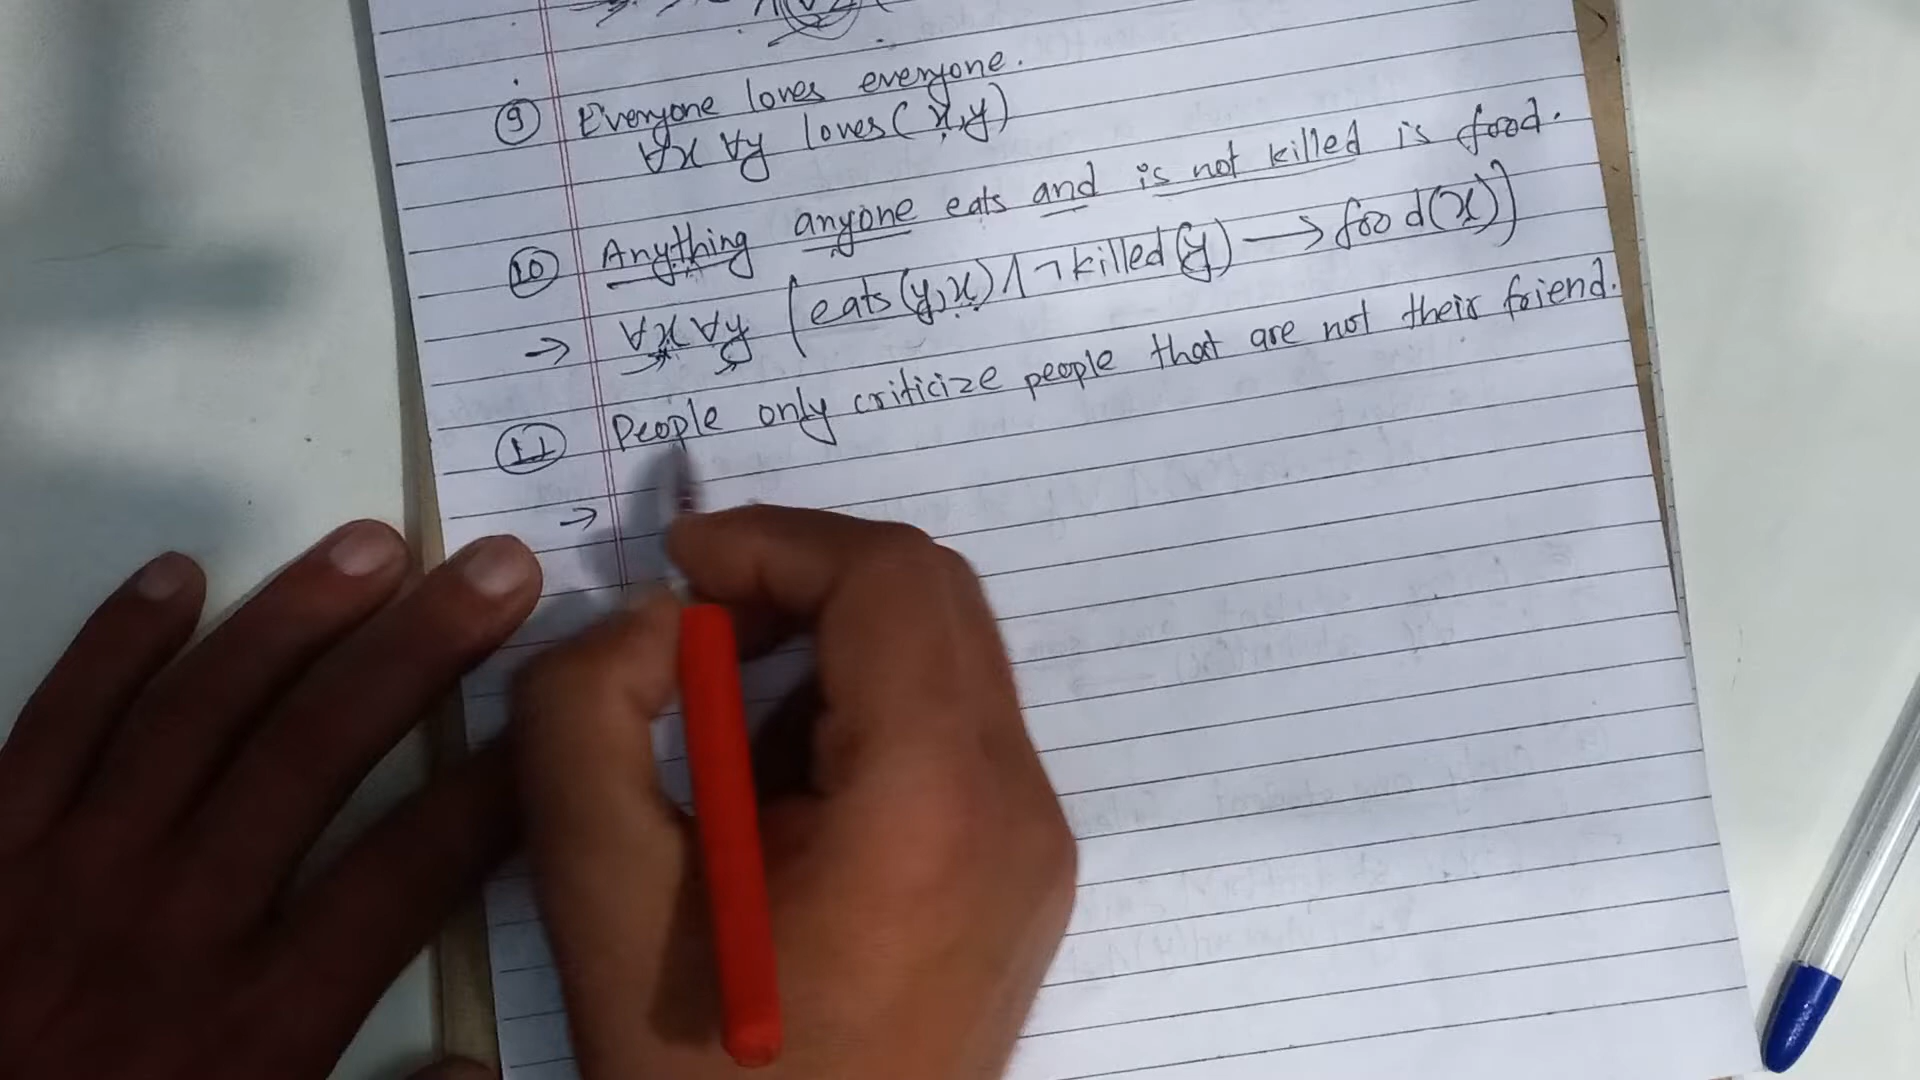 ⑨ Everyone loves everyone.
∀x ∀y loves(x,y)
⑩ Anything anyone eats and is not killed is food.
→ ∀x ∀y (eats(y,x) ∧ ¬killed(y) → food(x)]
⑪ People only criticize people that are not their friend.
→